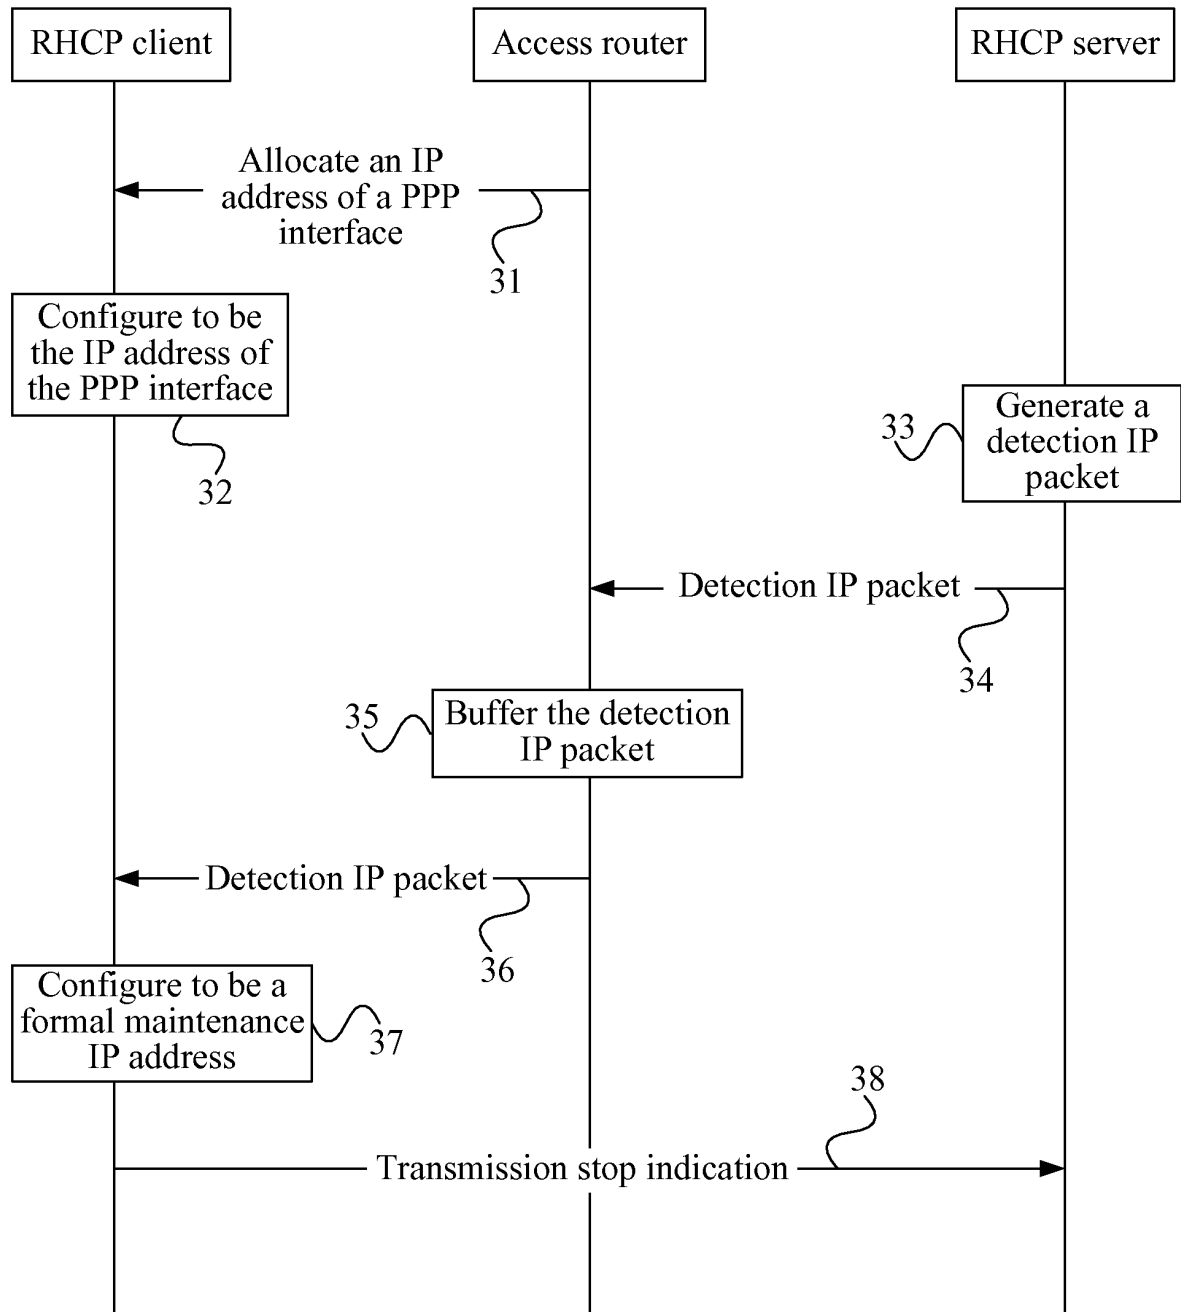 RHCP client
Access router
RHCP server
Allocate an IP
address of a PPP
interface
31
Configure to be
the IP address of
the PPP interface
32
33
Generate a
detection IP
packet
Detection IP packet
34
35
Buffer the detection
IP packet
Detection IP packet
36
Configure to be a
formal maintenance
IP address
37
38
Transmission stop indication